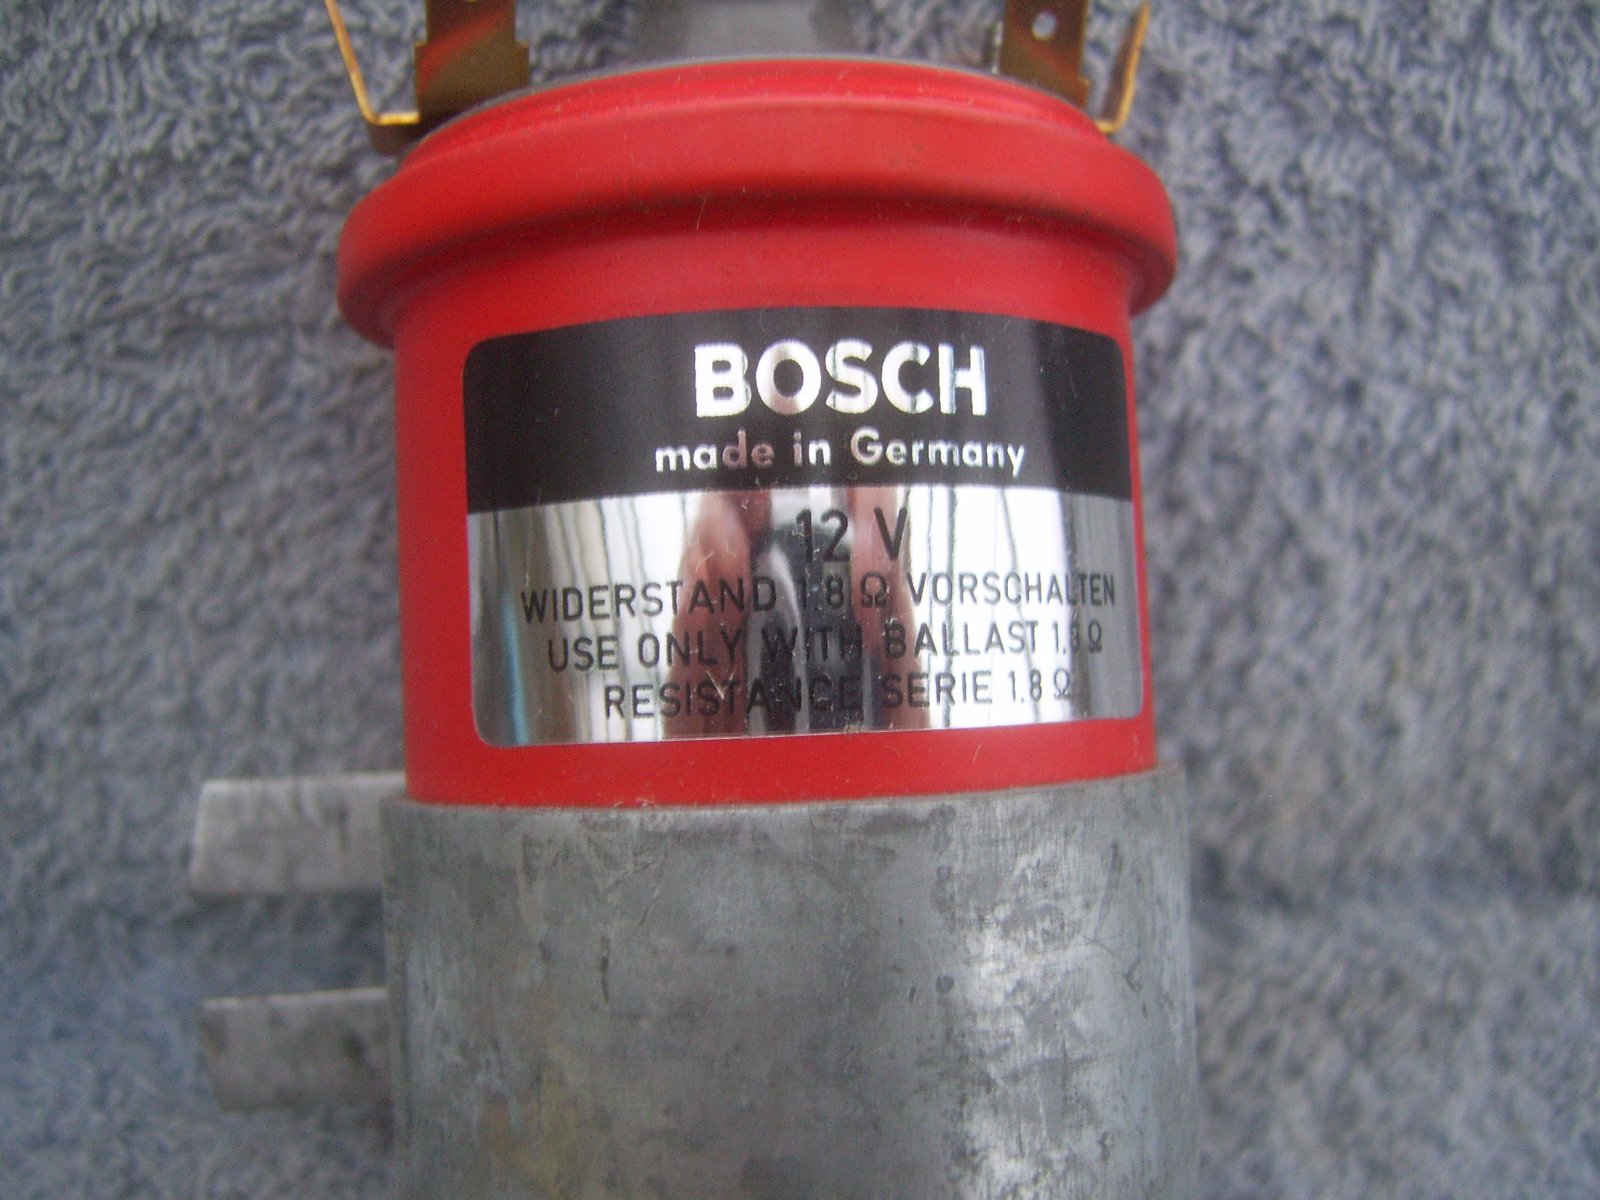 BOSCH
made in Germany
12 V
WIDERSTAND 1.8 Ω VORSCHALTEN
USE ONLY WITH BALLAST 1.8 Ω
RESISTANCE SERIE 1.8 Ω